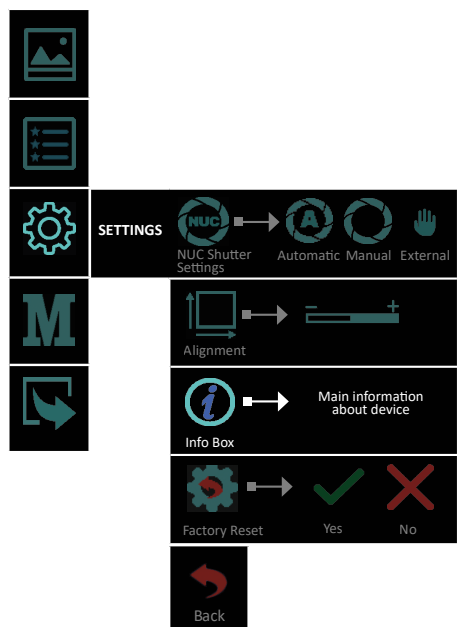 SETTINGS
NUC
NUC Shutter
Settings
A
Automatic
Manual
External
Alignment
- +
i
Info Box
Main information
about device
Factory Reset
Yes
No
M
Back